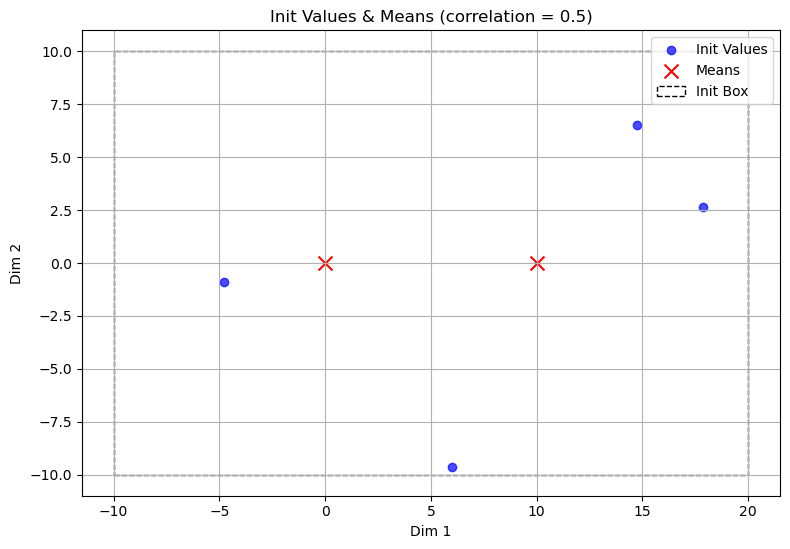 Init Values & Means (correlation = 0.5)
Init Values
Means
Init Box
10.0
7.5
5.0
2.5
0.0
−2.5
−5.0
−7.5
−10.0
Dim 2
−10
−5
0
5
10
15
20
Dim 1